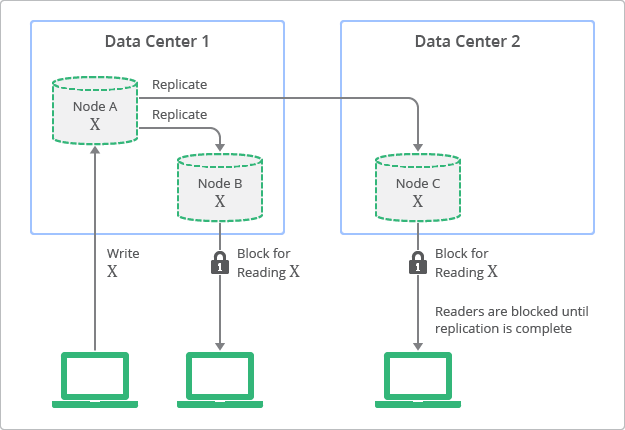 Data Center 1
Data Center 2
Replicate
Node A
X
Replicate
Node B
X
Node C
X
Write
X
1
Block for
Reading X
1
Block for
Reading X
Readers are blocked until
replication is complete